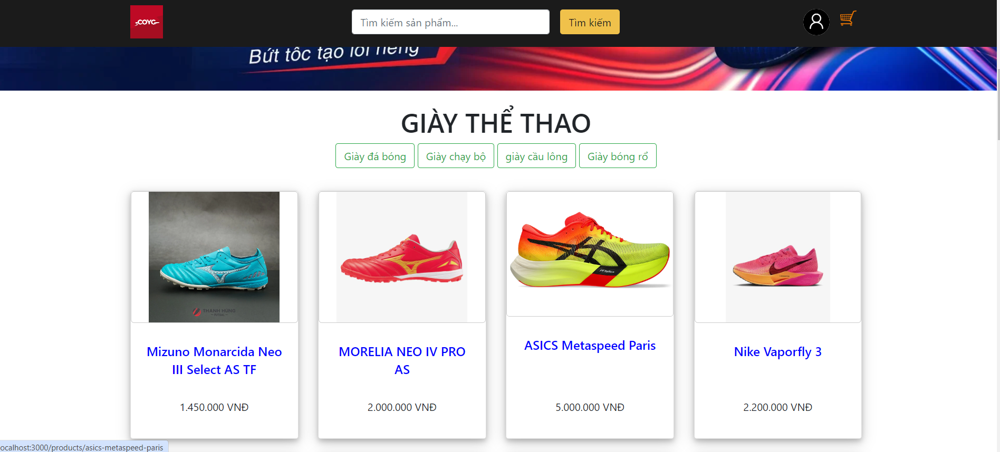 COYG
Tìm kiếm sản phẩm...
Tìm kiếm
Bứt tốc tạo lối riêng
GIÀY THỂ THAO
Giày đá bóng
Giày chạy bộ
giày cầu lông
Giày bóng rổ
THANH HUNG
FUTSAL
Mizuno Monarcida Neo
III Select AS TF
1.450.000 VNĐ
MORELIA NEO IV PRO
AS
2.000.000 VNĐ
ASICS Metaspeed Paris
5.000.000 VNĐ
Nike Vaporfly 3
2.200.000 VNĐ
ocalhost:3000/products/asics-metaspeed-paris